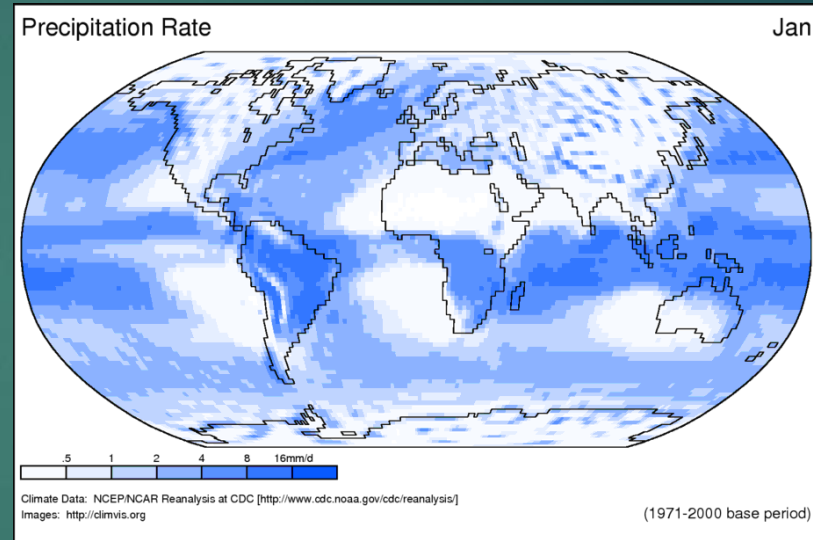 Precipitation Rate
Jan
.5 1 2 4 8 16mm/d
Climate Data: NCEP/NCAR Reanalysis at CDC [http://www.cdc.noaa.gov/cdc/reanalysis/]
Images: http://climvis.org
(1971-2000 base period)